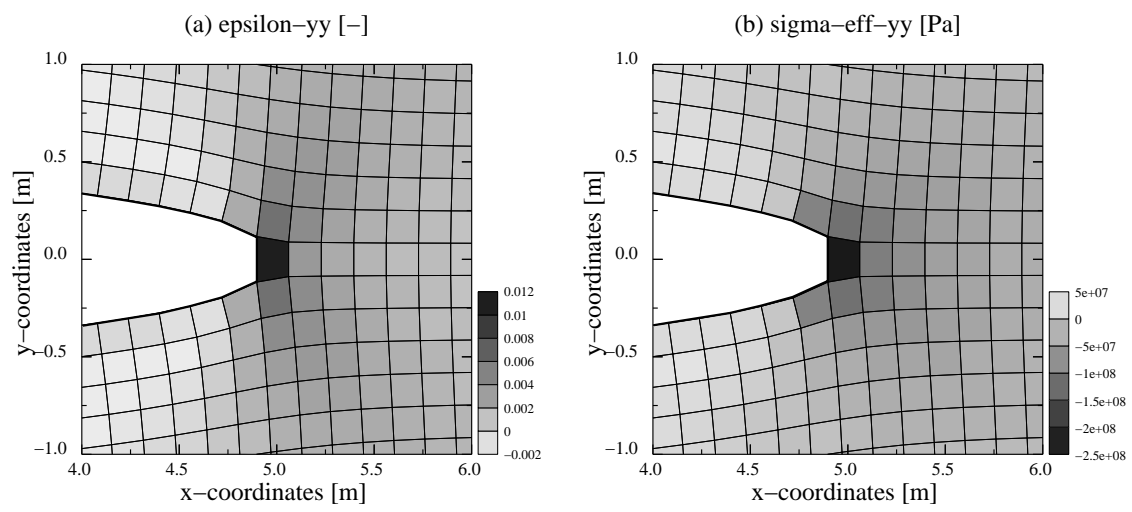 (a) epsilon−yy [−]
1.0
0.5
0.0
−0.5
−1.0
y−coordinates [m]
4.0 4.5 5.0 5.5 6.0
x−coordinates [m]
0.012
0.01
0.008
0.006
0.004
0.002
0
−0.002
(b) sigma−eff−yy [Pa]
1.0
0.5
0.0
−0.5
−1.0
y−coordinates [m]
4.0 4.5 5.0 5.5 6.0
x−coordinates [m]
5e+07
0
−5e+07
−1e+08
−1.5e+08
−2e+08
−2.5e+08